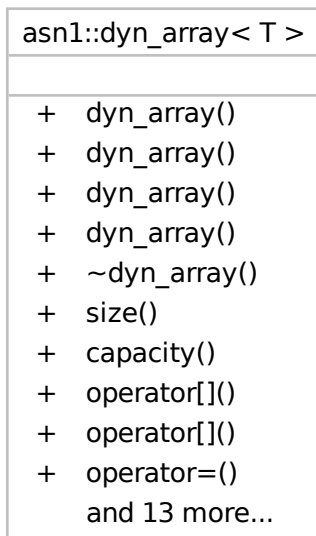 asn1::dyn_array< T >
+ dyn_array()
+ dyn_array()
+ dyn_array()
+ dyn_array()
+ ~dyn_array()
+ size()
+ capacity()
+ operator[]()
+ operator[]()
+ operator=()
and 13 more...